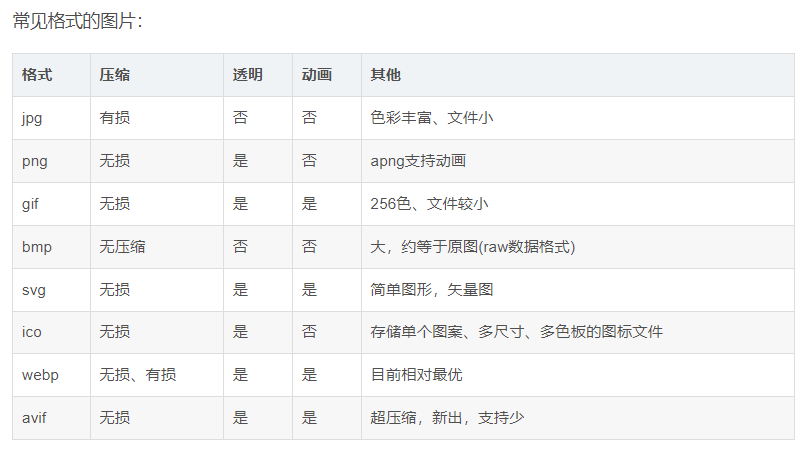 常见格式的图片：
格式 压缩 透明 动画 其他
jpg 有损 否 否 色彩丰富、文件小
png 无损 是 否 apng支持动画
gif 无损 是 是 256色、文件较小
bmp 无压缩 否 否 大，约等于原图(raw数据格式)
svg 无损 是 是 简单图形，矢量图
ico 无损 是 否 存储单个图案、多尺寸、多色板的图标文件
webp 无损、有损 是 是 目前相对最优
avif 无损 是 是 超压缩，新出，支持少